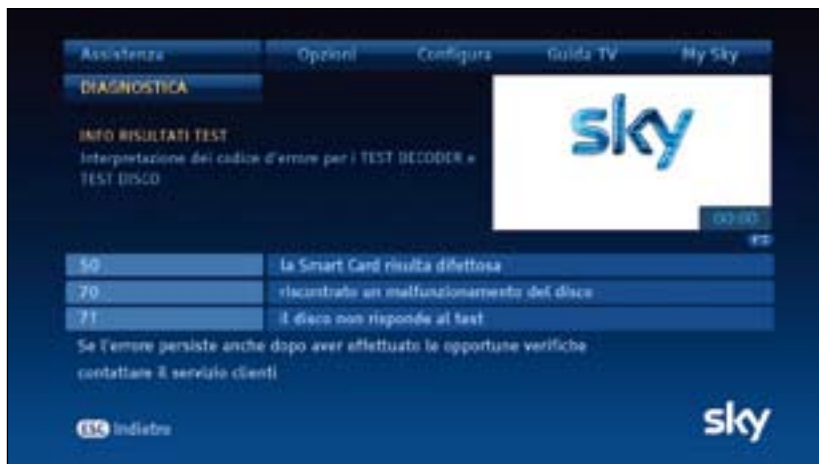 Assistenza Opzioni Configura Guida TV My Sky
DIAGNOSTICA
sky
INFO RISULTATI TEST
Interpretazione dei codice d'errore per i TEST DECODER e
TEST DISCO
00:00
50 la Smart Card risulta difettosa
70 riscontrato un malfunzionamento del disco
71 il disco non risponde al test
Se l'errore persiste anche dopo aver effettuato le opportune verifiche
contattare il servizio clienti
ESC Indietro
sky